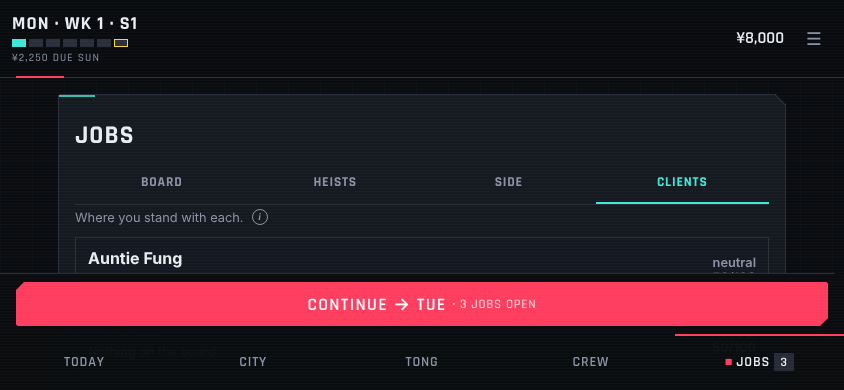 MON · WK 1 · S1
¥2,250 DUE SUN
¥8,000
JOBS
BOARD HEISTS SIDE CLIENTS
Where you stand with each. i
Auntie Fung
neutral
CONTINUE → TUE · 3 JOBS OPEN
TODAY CITY TONG CREW JOBS 3